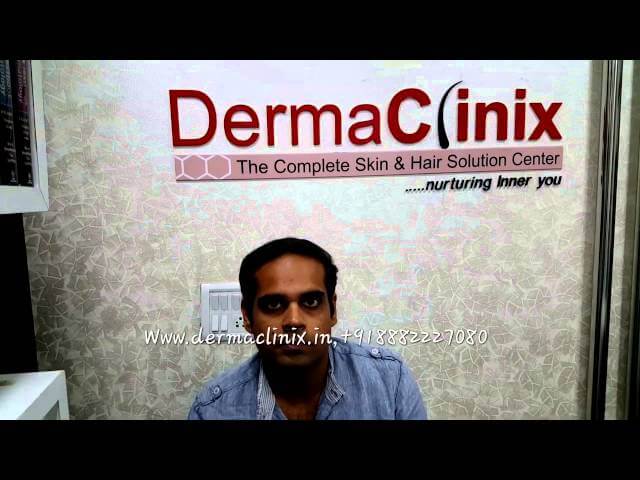 DermaClinix
The Complete Skin & Hair Solution Center
.....nurturing Inner you
Www.dermaclinix.in,+918882227080